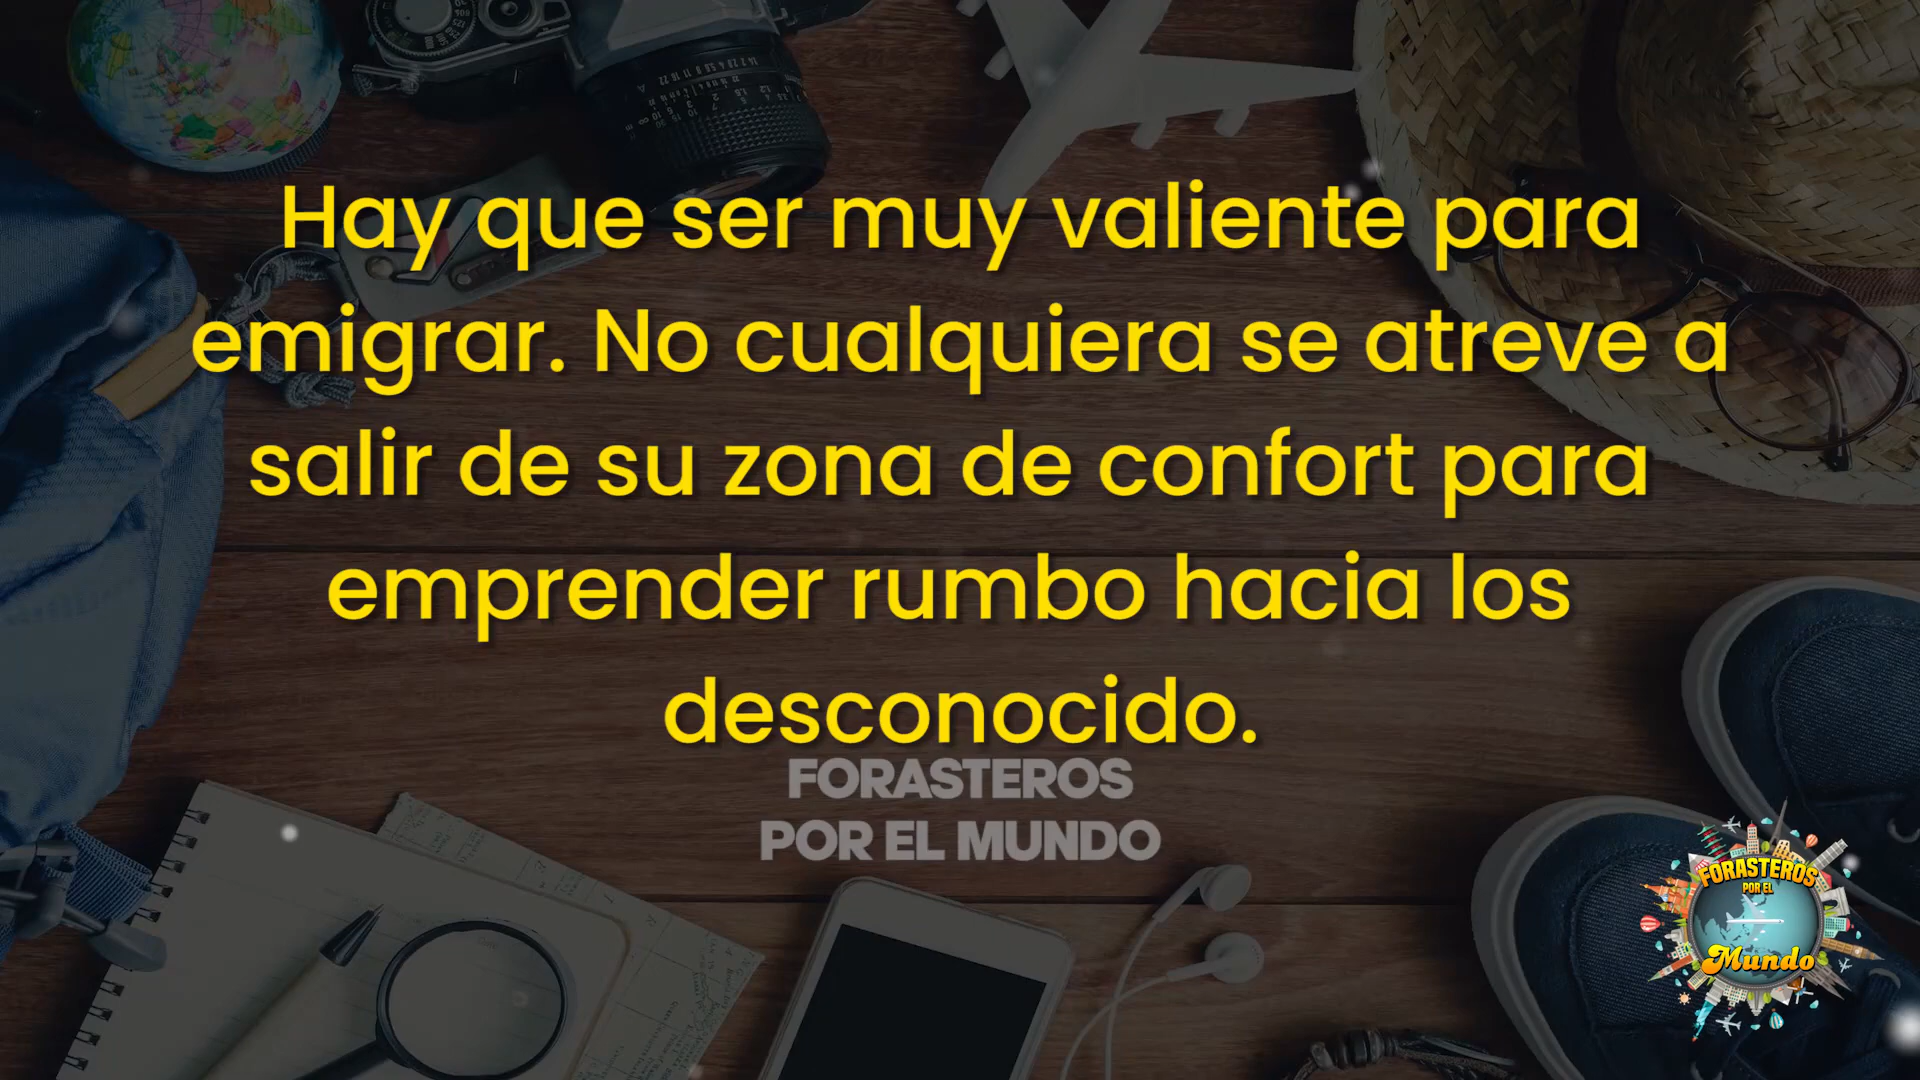 Hay que ser muy valiente para
emigrar. No cualquiera se atreve a
salir de su zona de confort para
emprender rumbo hacia los
desconocido.
FORASTEROS
POR EL MUNDO
FORASTEROS
POR EL
Mundo